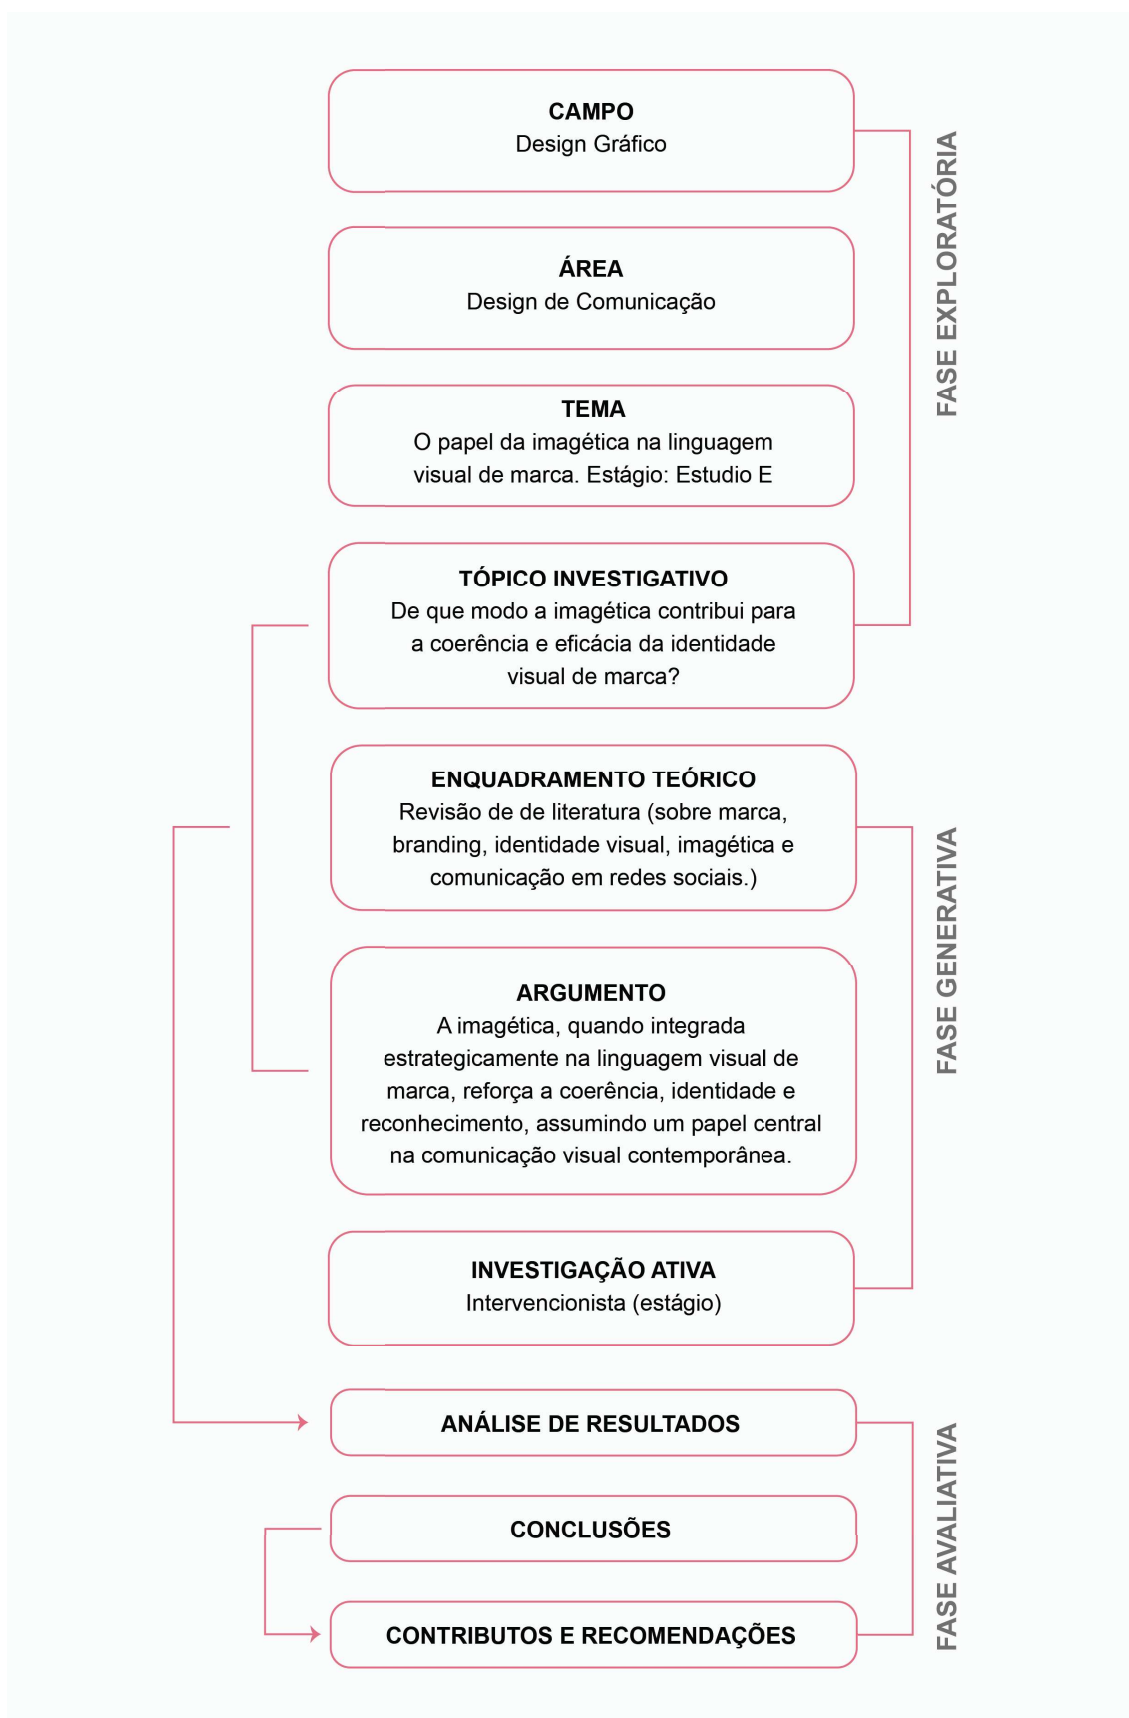 CAMPO
Design Gráfico
ÁREA
Design de Comunicação
TEMA
O papel da imagética na linguagem
visual de marca. Estágio: Estudio E
TÓPICO INVESTIGATIVO
De que modo a imagética contribui para
a coerência e eficácia da identidade
visual de marca?
FASE EXPLORATÓRIA
ENQUADRAMENTO TEÓRICO
Revisão de de literatura (sobre marca,
branding, identidade visual, imagética e
comunicação em redes sociais.)
ARGUMENTO
A imagética, quando integrada
estrategicamente na linguagem visual de
marca, reforça a coerência, identidade e
reconhecimento, assumindo um papel central
na comunicação visual contemporânea.
INVESTIGAÇÃO ATIVA
Intervencionista (estágio)
FASE GENERATIVA
ANÁLISE DE RESULTADOS
CONCLUSÕES
CONTRIBUTOS E RECOMENDAÇÕES
FASE AVALIATIVA